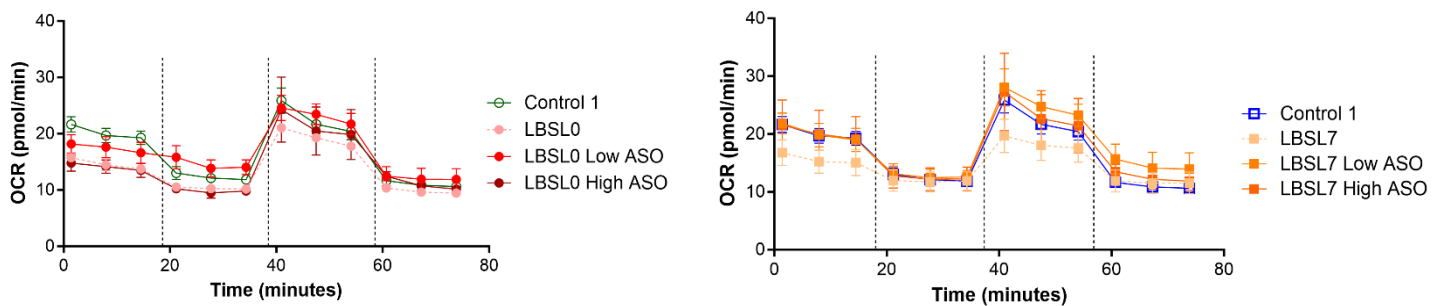 OCR (pmol/min)
40
30
20
10
0
0 20 40 60 80
Time (minutes)
Control 1
LBSL0
LBSL0 Low ASO
LBSL0 High ASO
OCR (pmol/min)
40
30
20
10
0
0 20 40 60 80
Time (minutes)
Control 1
LBSL7
LBSL7 Low ASO
LBSL7 High ASO